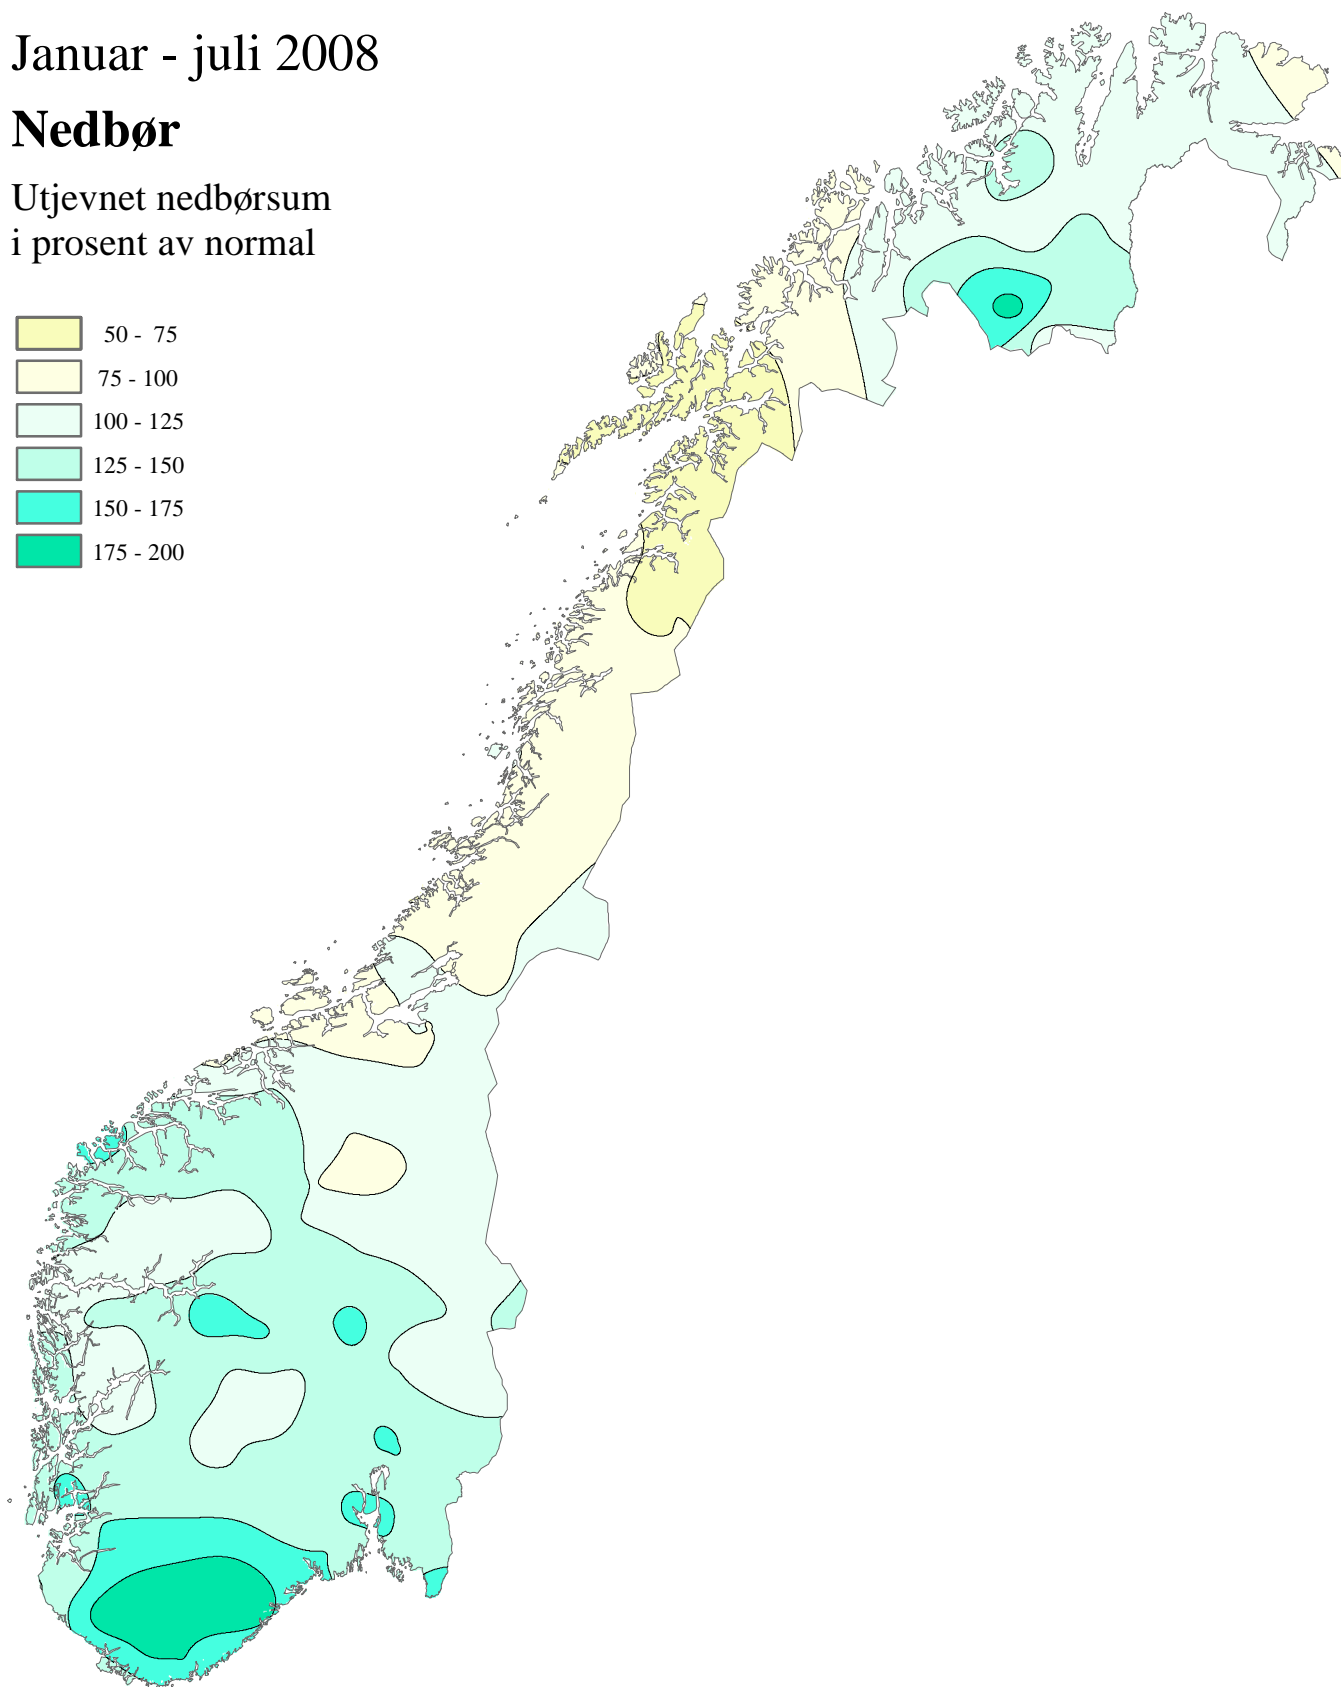 Januar - juli 2008
Nedbør
Utjevnet nedbørsum
i prosent av normal
50 - 75
75 - 100
100 - 125
125 - 150
150 - 175
175 - 200